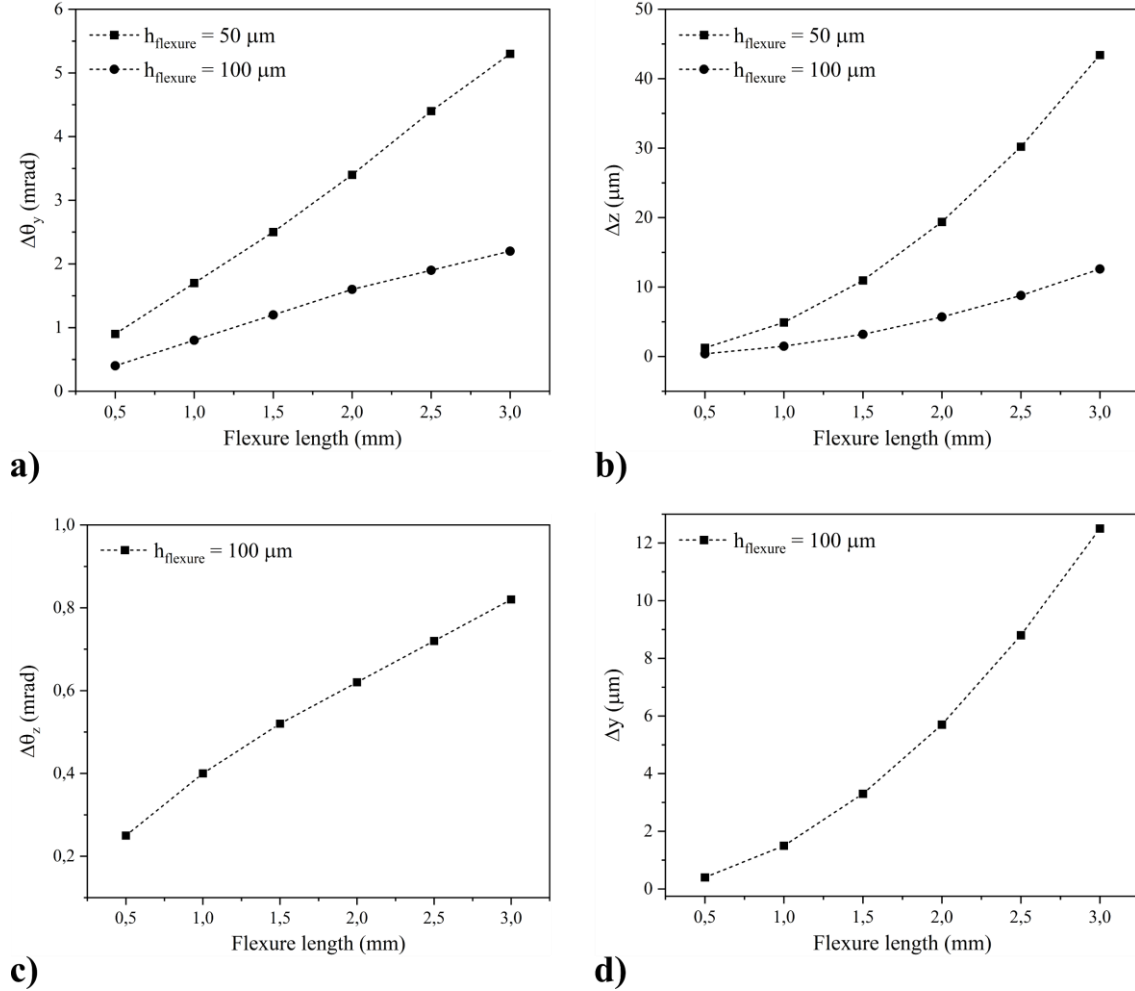 6
5
4
3
2
1
0
Δθy (mrad)
hflexure = 50 μm
hflexure = 100 μm
0,5 1,0 1,5 2,0 2,5 3,0
Flexure length (mm)
a)
50
40
30
20
10
0
Δz (μm)
hflexure = 50 μm
hflexure = 100 μm
0,5 1,0 1,5 2,0 2,5 3,0
Flexure length (mm)
b)
1,0
0,8
0,6
0,4
0,2
Δθz (mrad)
hflexure = 100 μm
0,5 1,0 1,5 2,0 2,5 3,0
Flexure length (mm)
c)
12
10
8
6
4
2
0
Δy (μm)
hflexure = 100 μm
0,5 1,0 1,5 2,0 2,5 3,0
Flexure length (mm)
d)